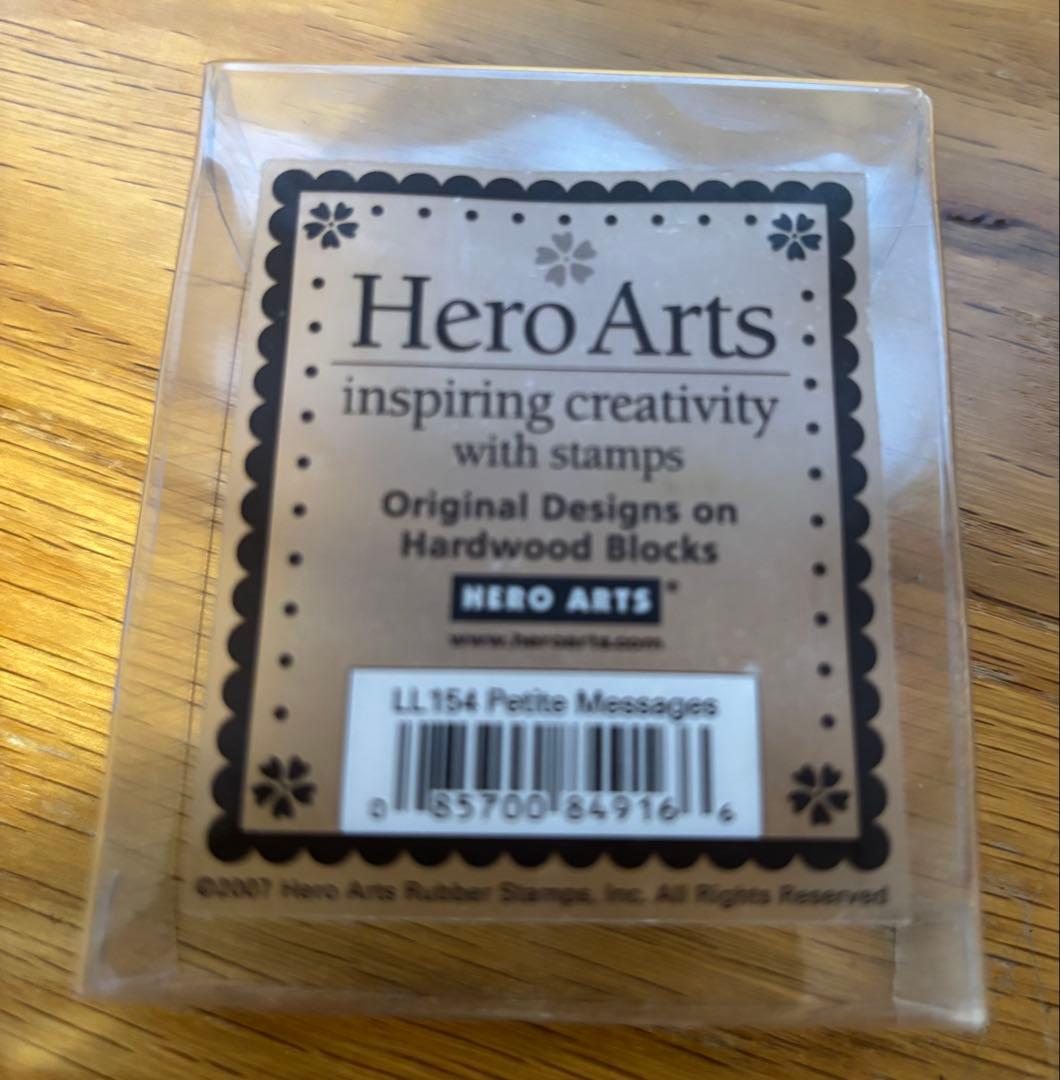 Hero Arts
inspiring creativity
with stamps
Original Designs on
Hardwood Blocks
HERO ARTS®
www.heroarts.com
LL154 Petite Messages
0 85700 84916 6
©2007 Hero Arts Rubber Stamps, Inc. All Rights Reserved